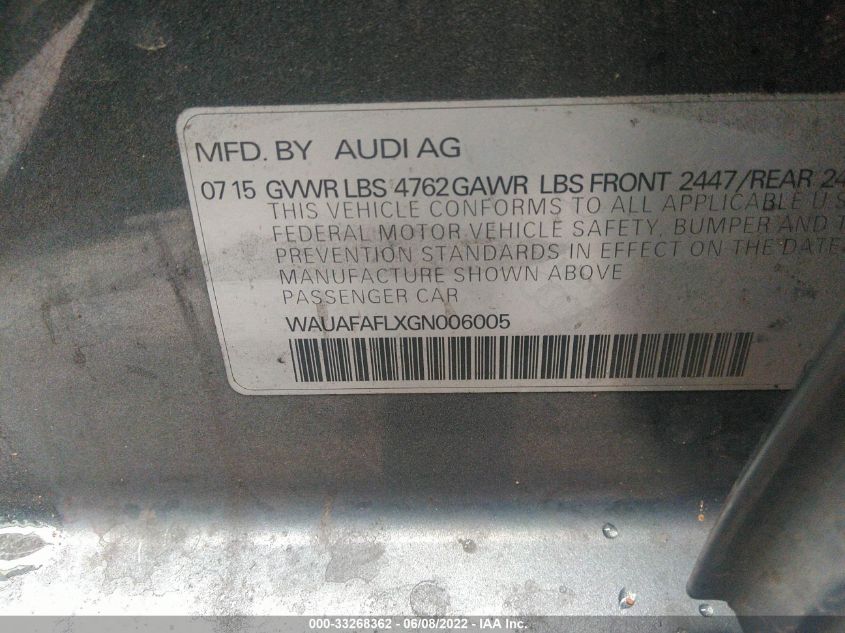 MFD. BY AUDI AG
07 15 GVWR LBS 4762 GAWR LBS FRONT 2447/REAR 24
THIS VEHICLE CONFORMS TO ALL APPLICABLE U S
FEDERAL MOTOR VEHICLE SAFETY, BUMPER AND T
PREVENTION STANDARDS IN EFFECT ON THE DATE
MANUFACTURE SHOWN ABOVE
PASSENGER CAR
WAUAFAFLXGN006005
000-33268362 - 06/08/2022 - IAA Inc.